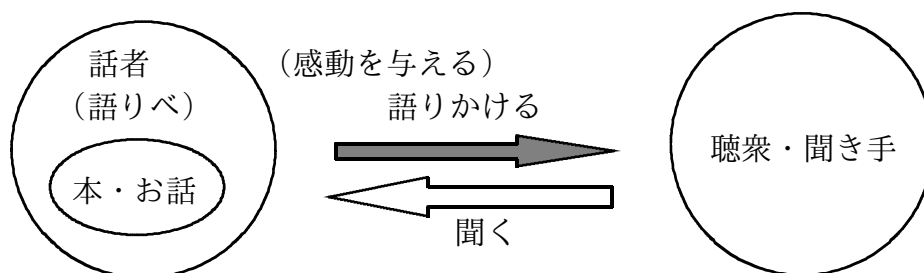 話者
(語りべ)
本・お話
(感動を与える)
語りかける
聞く
聴衆・聞き手